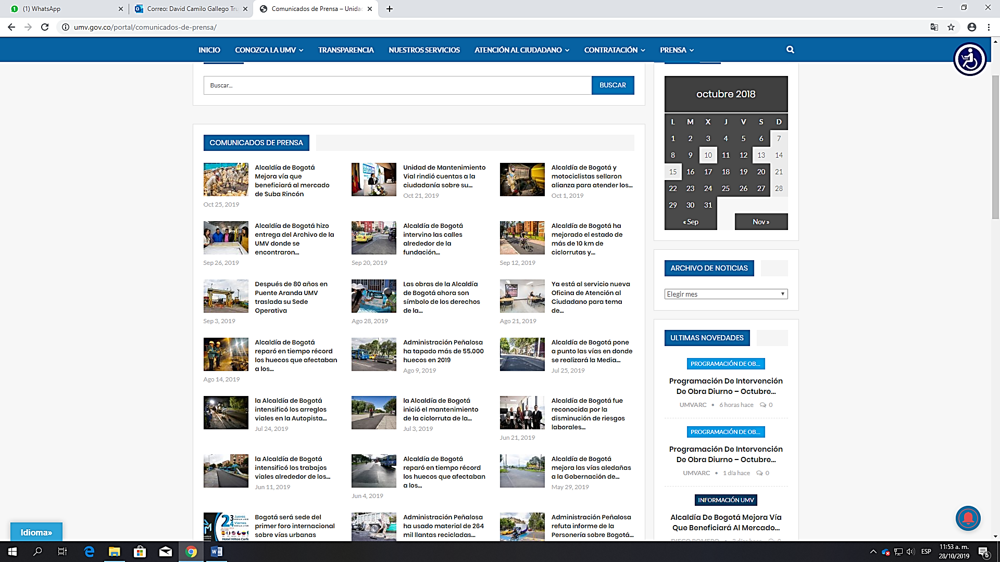 (1) WhatsApp
Correo: David Camilo Gallego Tru
Comunicados de Prensa – Unida
umv.gov.co/portal/comunicados-de-prensa/
INICIO CONOZCA LA UMV TRANSPARENCIA NUESTROS SERVICIOS ATENCIÓN AL CIUDADANO CONTRATACIÓN PRENSA
Buscar...
BUSCAR
COMUNICADOS DE PRENSA
Alcaldía de Bogotá
Mejora vía que
beneficiará al mercado
de Suba Rincón
Oct 25, 2019
Unidad de Mantenimiento
Vial rindió cuentas a la
ciudadanía sobre su...
Oct 21, 2019
Alcaldía de Bogotá y
motociclistas sellaron
alianza para atender los...
Oct 1, 2019
Alcaldía de Bogotá hizo
entrega del Archivo de la
UMV donde se
encontraron...
Sep 26, 2019
Alcaldía de Bogotá
intervino las calles
alrededor de la
fundación...
Sep 20, 2019
Alcaldía de Bogotá ha
mejorado el estado de
más de 10 km de
ciclorrutas y...
Sep 12, 2019
Después de 80 años en
Puente Aranda UMV
traslada su Sede
Operativa
Sep 3, 2019
Las obras de la Alcaldía
de Bogotá ahora son
símbolo de los derechos
de la...
Ago 28, 2019
Ya está al servicio nueva
Oficina de Atención al
Ciudadano para tema
de...
Ago 21, 2019
Alcaldía de Bogotá
reparó en tiempo récord
los huecos que afectaban
a los...
Ago 14, 2019
Administración Peñalosa
ha tapado más de 55.000
huecos en 2019
Ago 9, 2019
Alcaldía de Bogotá pone
a punto las vías en donde
se realizará la Media...
Jul 25, 2019
la Alcaldía de Bogotá
intensificó los arreglos
viales en la Autopista...
Jul 24, 2019
la Alcaldía de Bogotá
inició el mantenimiento
de la ciclorruta de la...
Jul 3, 2019
Alcaldía de Bogotá fue
reconocida por la
disminución de riesgos
laborales...
Jun 21, 2019
la Alcaldía de Bogotá
intensificó los trabajos
viales alrededor de los...
Jun 11, 2019
Alcaldía de Bogotá
reparó en tiempo récord
los huecos que afectaban
a los...
Jun 4, 2019
Alcaldía de Bogotá
mejora las vías aledañas
a la Gobernación de...
May 29, 2019
Bogotá será sede del
primer foro internacional
sobre vías urbanas
Administración Peñalosa
ha usado material de 264
mil llantas recicladas...
Administración Peñalosa
refuta informe de la
Personería sobre Bogotá...
octubre 2018
L M X J V S D
1 2 3 4 5 6 7
8 9 10 11 12 13 14
15 16 17 18 19 20 21
22 23 24 25 26 27 28
29 30 31
« Sep Nov »
ARCHIVO DE NOTICIAS
Elegir mes
ULTIMAS NOVEDADES
PROGRAMACIÓN DE OB...
Programación De Intervención
De Obra Diurno – Octubre...
UMVARC • 6 horas hace 0
PROGRAMACIÓN DE OB...
Programación De Intervención
De Obra Diurno – Octubre...
UMVARC • 1 día hace 0
INFORMACIÓN UMV
Alcaldía De Bogotá Mejora Vía
Que Beneficiará Al Mercado...
Idioma»
ESP
11:53 a. m.
28/10/2019
6